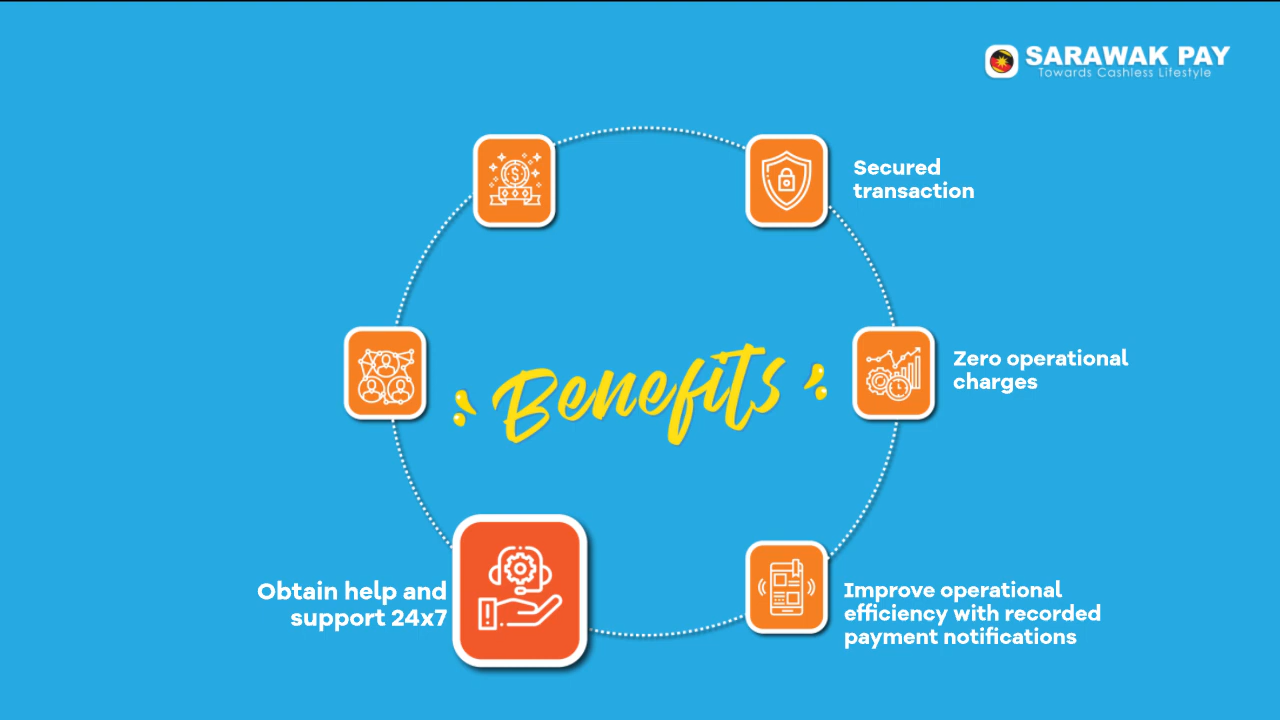 SARAWAK PAY
Towards Cashless Lifestyle
Secured
transaction
Zero operational
charges
Benefits
Obtain help and
support 24x7
Improve operational
efficiency with recorded
payment notifications